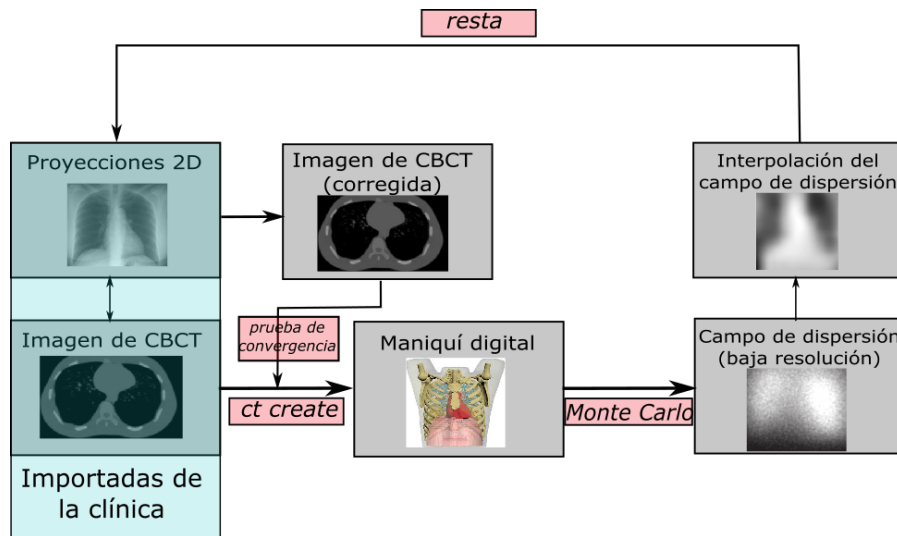 resta
Proyecciones 2D
Imagen de CBCT
(corregida)
Interpolación del
campo de dispersión
prueba de
convergencia
Imagen de CBCT
Maniquí digital
Campo de dispersión
(baja resolución)
ct create
Monte Carlo
Importadas de
la clínica